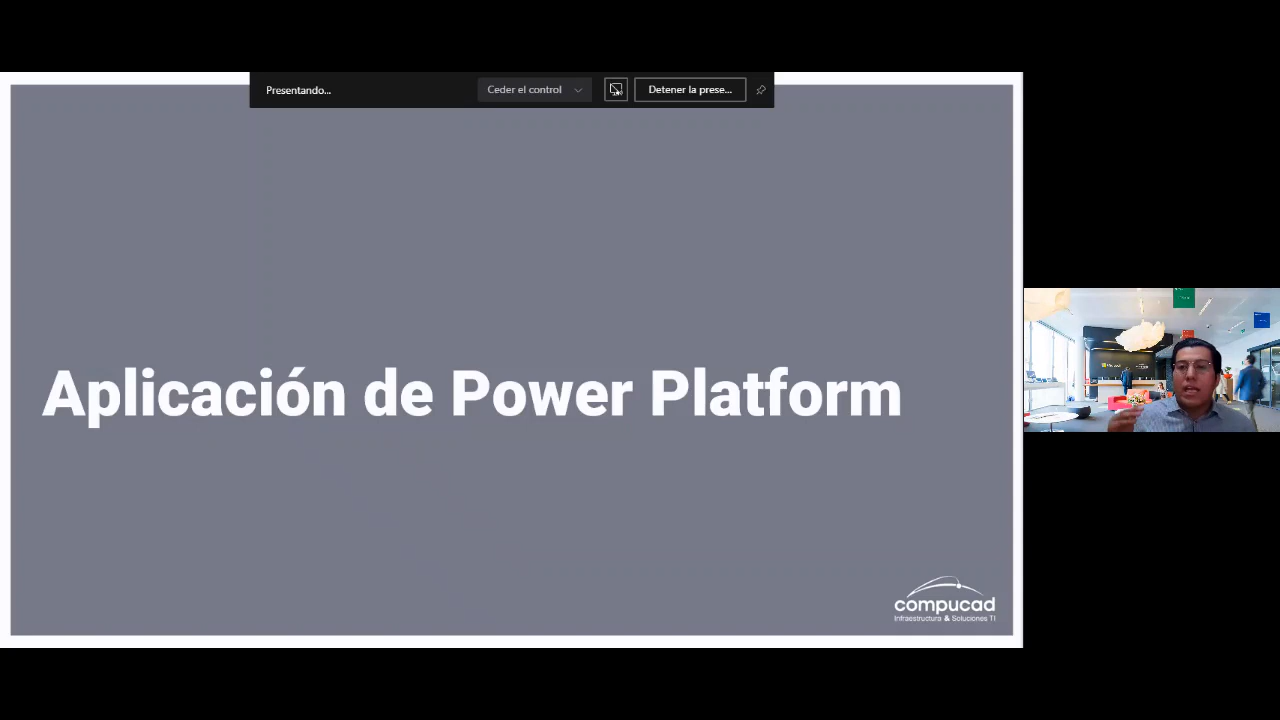 Presentando...
Ceder el control
Detener la prese...
Aplicación de Power Platform
compucad
Infraestructura & Soluciones TI